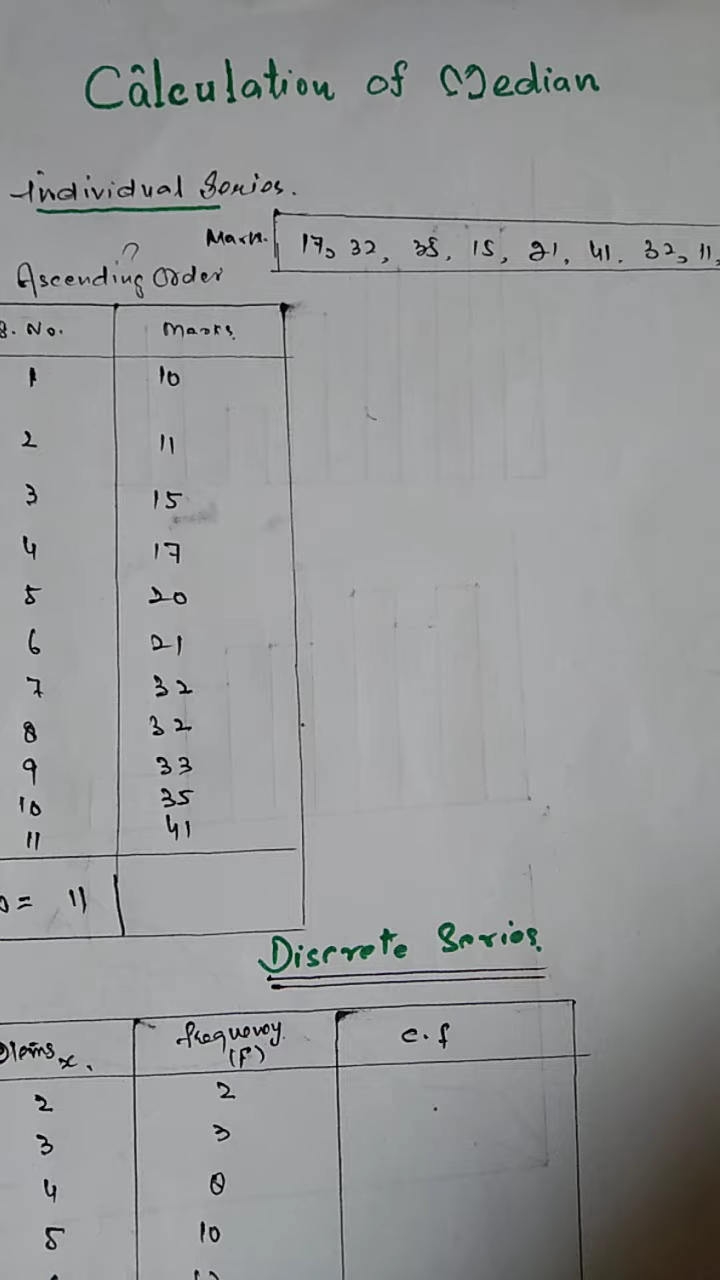 Calculation of Median
Individual Series.
Mark. 17, 32, 35, 15, 21, 41. 32, 11,
Ascending Order
S. No. Marks
1 10
2 11
3 15
4 17
5 20
6 21
7 32
8 32
9 33
10 35
11 41
= 11
Discrete Series.
x. frequency (f) c.f
2 2
3 3
4 8
5 10